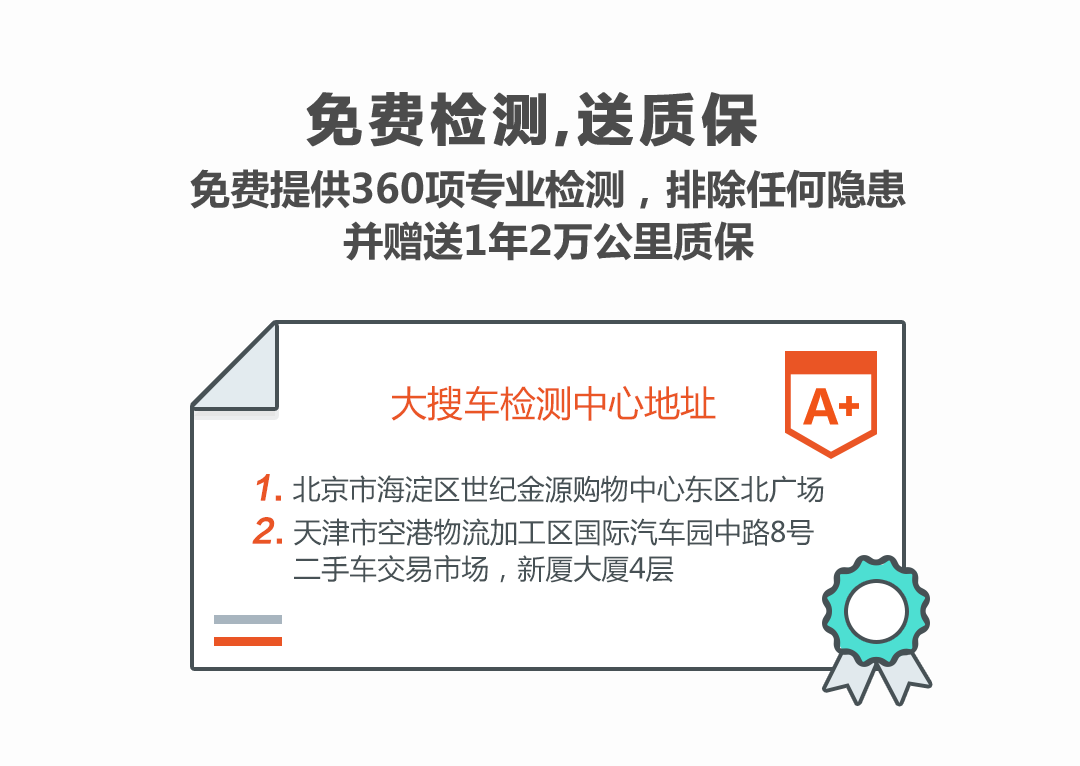 免费检测,送质保
免费提供360项专业检测，排除任何隐患
并赠送1年2万公里质保
大搜车检测中心地址
A+
1. 北京市海淀区世纪金源购物中心东区北广场
2. 天津市空港物流加工区国际汽车园中路8号
二手车交易市场，新厦大厦4层